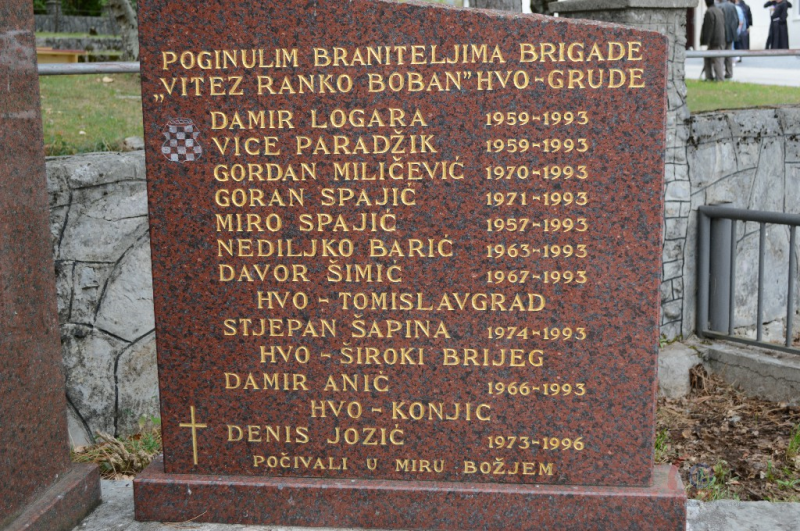 POGINULIM BRANITELJIMA BRIGADE
„VITEZ RANKO BOBAN” HVO-GRUDE
DAMIR LOGARA 1959-1993
VICE PARADŽIK 1959-1993
GORDAN MILIČEVIĆ 1970-1993
GORAN SPAJIĆ 1971-1993
MIRO SPAJIĆ 1957-1993
NEDILJKO BARIĆ 1963-1993
DAVOR ŠIMIĆ 1967-1993
HVO - TOMISLAVGRAD
STJEPAN ŠAPINA 1974-1993
HVO - ŠIROKI BRIJEG
DAMIR ANIĆ 1966-1993
HVO - KONJIC
DENIS JOZIĆ 1973-1996
POČIVALI U MIRU BOŽJEM